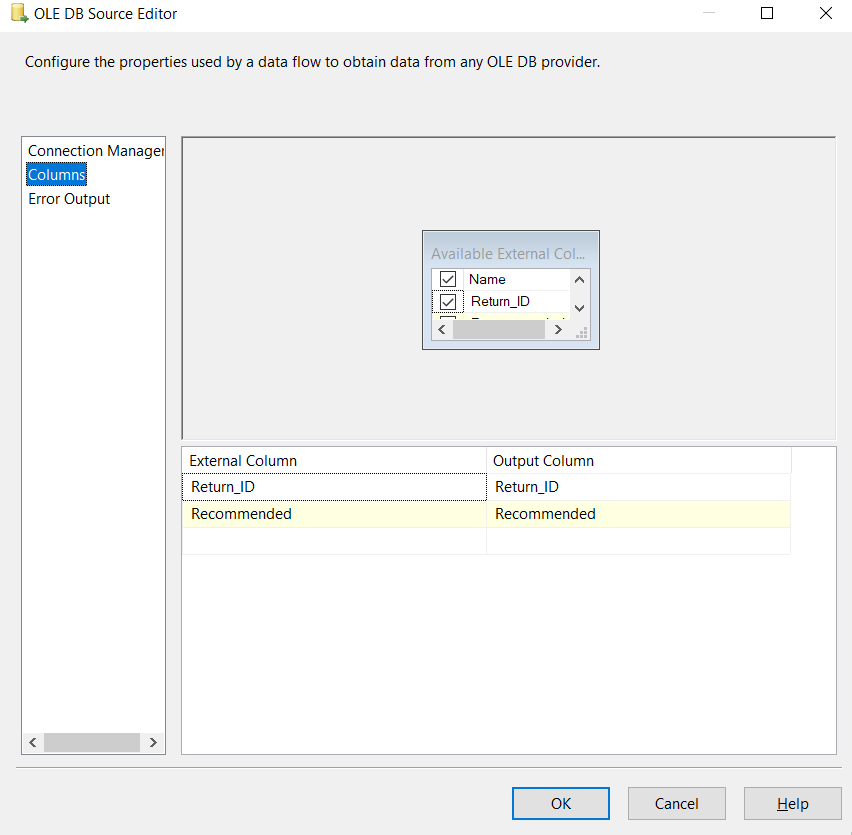 OLE DB Source Editor
Configure the properties used by a data flow to obtain data from any OLE DB provider.
Connection Manager
Columns
Error Output
Available External Col...
Name
Return_ID
External Column Output Column
Return_ID Return_ID
Recommended Recommended
OK Cancel Help